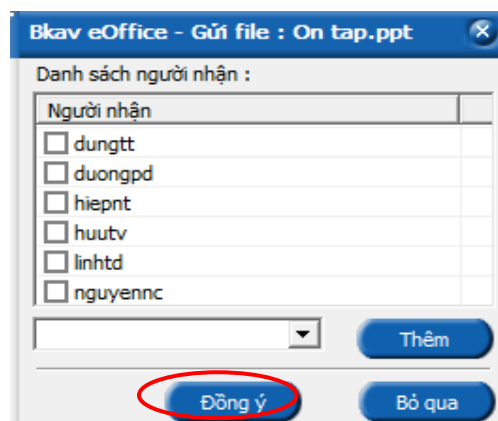 Bkav eOffice - Gửi file : On tap.ppt
Danh sách người nhận :
Người nhận
dungtt
duongpd
hiepnt
huutv
linhtd
nguyennc
Thêm
Đồng ý
Bỏ qua